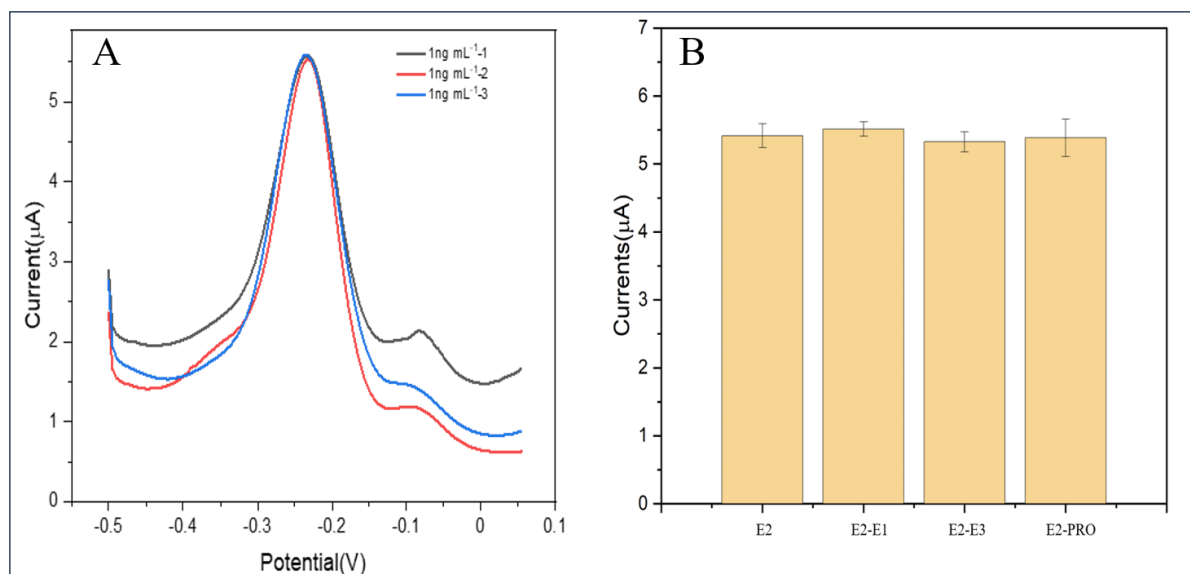 A
1ng mL⁻¹-1
1ng mL⁻¹-2
1ng mL⁻¹-3
5
4
3
2
1
0
Current(μA)
-0.5
-0.4
-0.3
-0.2
-0.1
0
0.1
Potential(V)
B
7
6
5
4
3
2
1
0
Currents(μA)
E2
E2-E1
E2-E3
E2-PRO